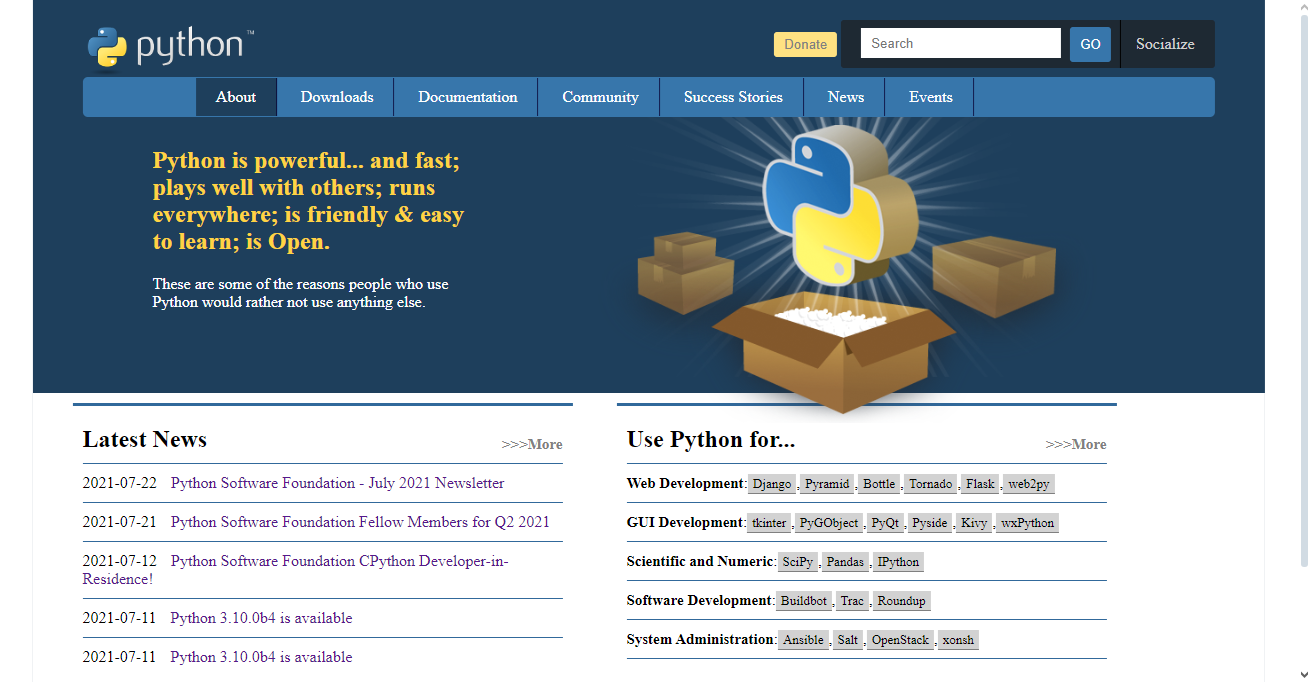 python™
Donate
Search
GO
Socialize
About Downloads Documentation Community Success Stories News Events
Python is powerful... and fast;
plays well with others; runs
everywhere; is friendly & easy
to learn; is Open.
These are some of the reasons people who use
Python would rather not use anything else.
Latest News
>>>More
2021-07-22 Python Software Foundation - July 2021 Newsletter
2021-07-21 Python Software Foundation Fellow Members for Q2 2021
2021-07-12 Python Software Foundation CPython Developer-in-
Residence!
2021-07-11 Python 3.10.0b4 is available
2021-07-11 Python 3.10.0b4 is available
Use Python for...
>>>More
Web Development: Django, Pyramid, Bottle, Tornado, Flask, web2py
GUI Development: tkinter, PyGObject, PyQt, Pyside, Kivy, wxPython
Scientific and Numeric: SciPy, Pandas, IPython
Software Development: Buildbot, Trac, Roundup
System Administration: Ansible, Salt, OpenStack, xonsh